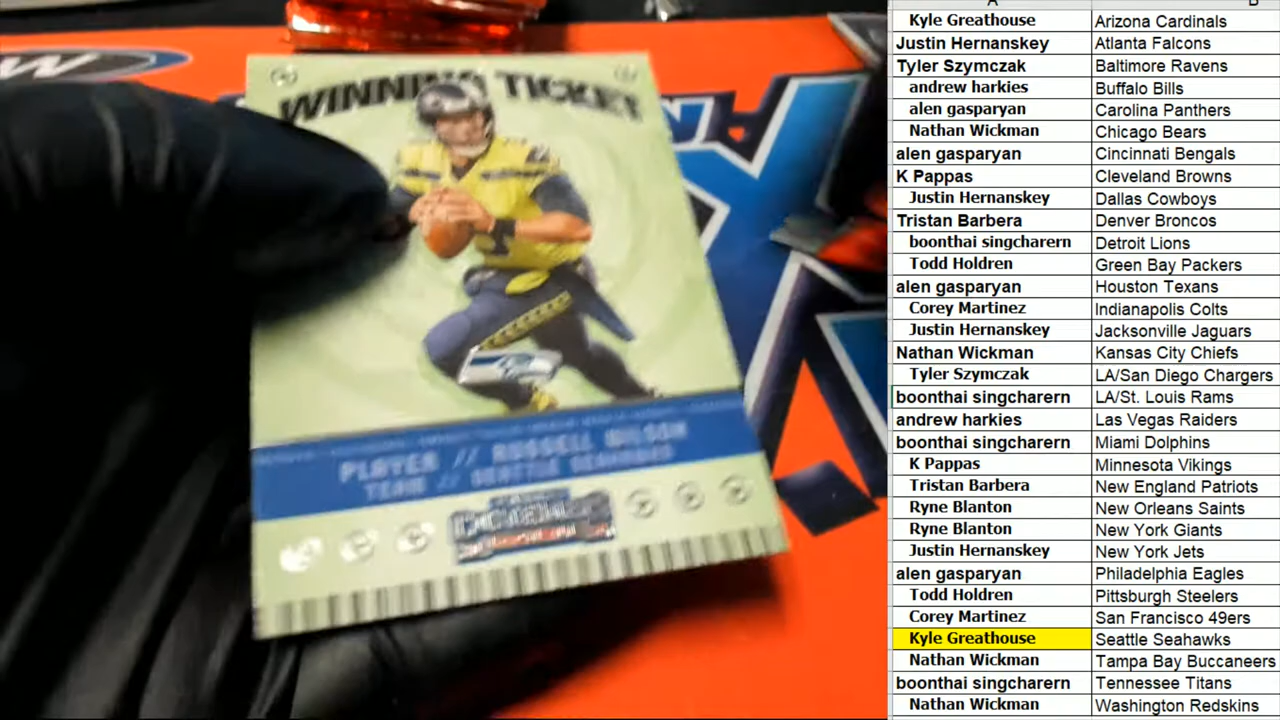 WINNING TICKET
PLAYER // RUSSELL WILSON
TEAM // SEATTLE SEAHAWKS
A B
Kyle Greathouse Arizona Cardinals
Justin Hernanskey Atlanta Falcons
Tyler Szymczak Baltimore Ravens
andrew harkies Buffalo Bills
alen gasparyan Carolina Panthers
Nathan Wickman Chicago Bears
alen gasparyan Cincinnati Bengals
K Pappas Cleveland Browns
Justin Hernanskey Dallas Cowboys
Tristan Barbera Denver Broncos
boonthai singcharern Detroit Lions
Todd Holdren Green Bay Packers
alen gasparyan Houston Texans
Corey Martinez Indianapolis Colts
Justin Hernanskey Jacksonville Jaguars
Nathan Wickman Kansas City Chiefs
Tyler Szymczak LA/San Diego Chargers
boonthai singcharern LA/St. Louis Rams
andrew harkies Las Vegas Raiders
boonthai singcharern Miami Dolphins
K Pappas Minnesota Vikings
Tristan Barbera New England Patriots
Ryne Blanton New Orleans Saints
Ryne Blanton New York Giants
Justin Hernanskey New York Jets
alen gasparyan Philadelphia Eagles
Todd Holdren Pittsburgh Steelers
Corey Martinez San Francisco 49ers
Kyle Greathouse Seattle Seahawks
Nathan Wickman Tampa Bay Buccaneers
boonthai singcharern Tennessee Titans
Nathan Wickman Washington Redskins